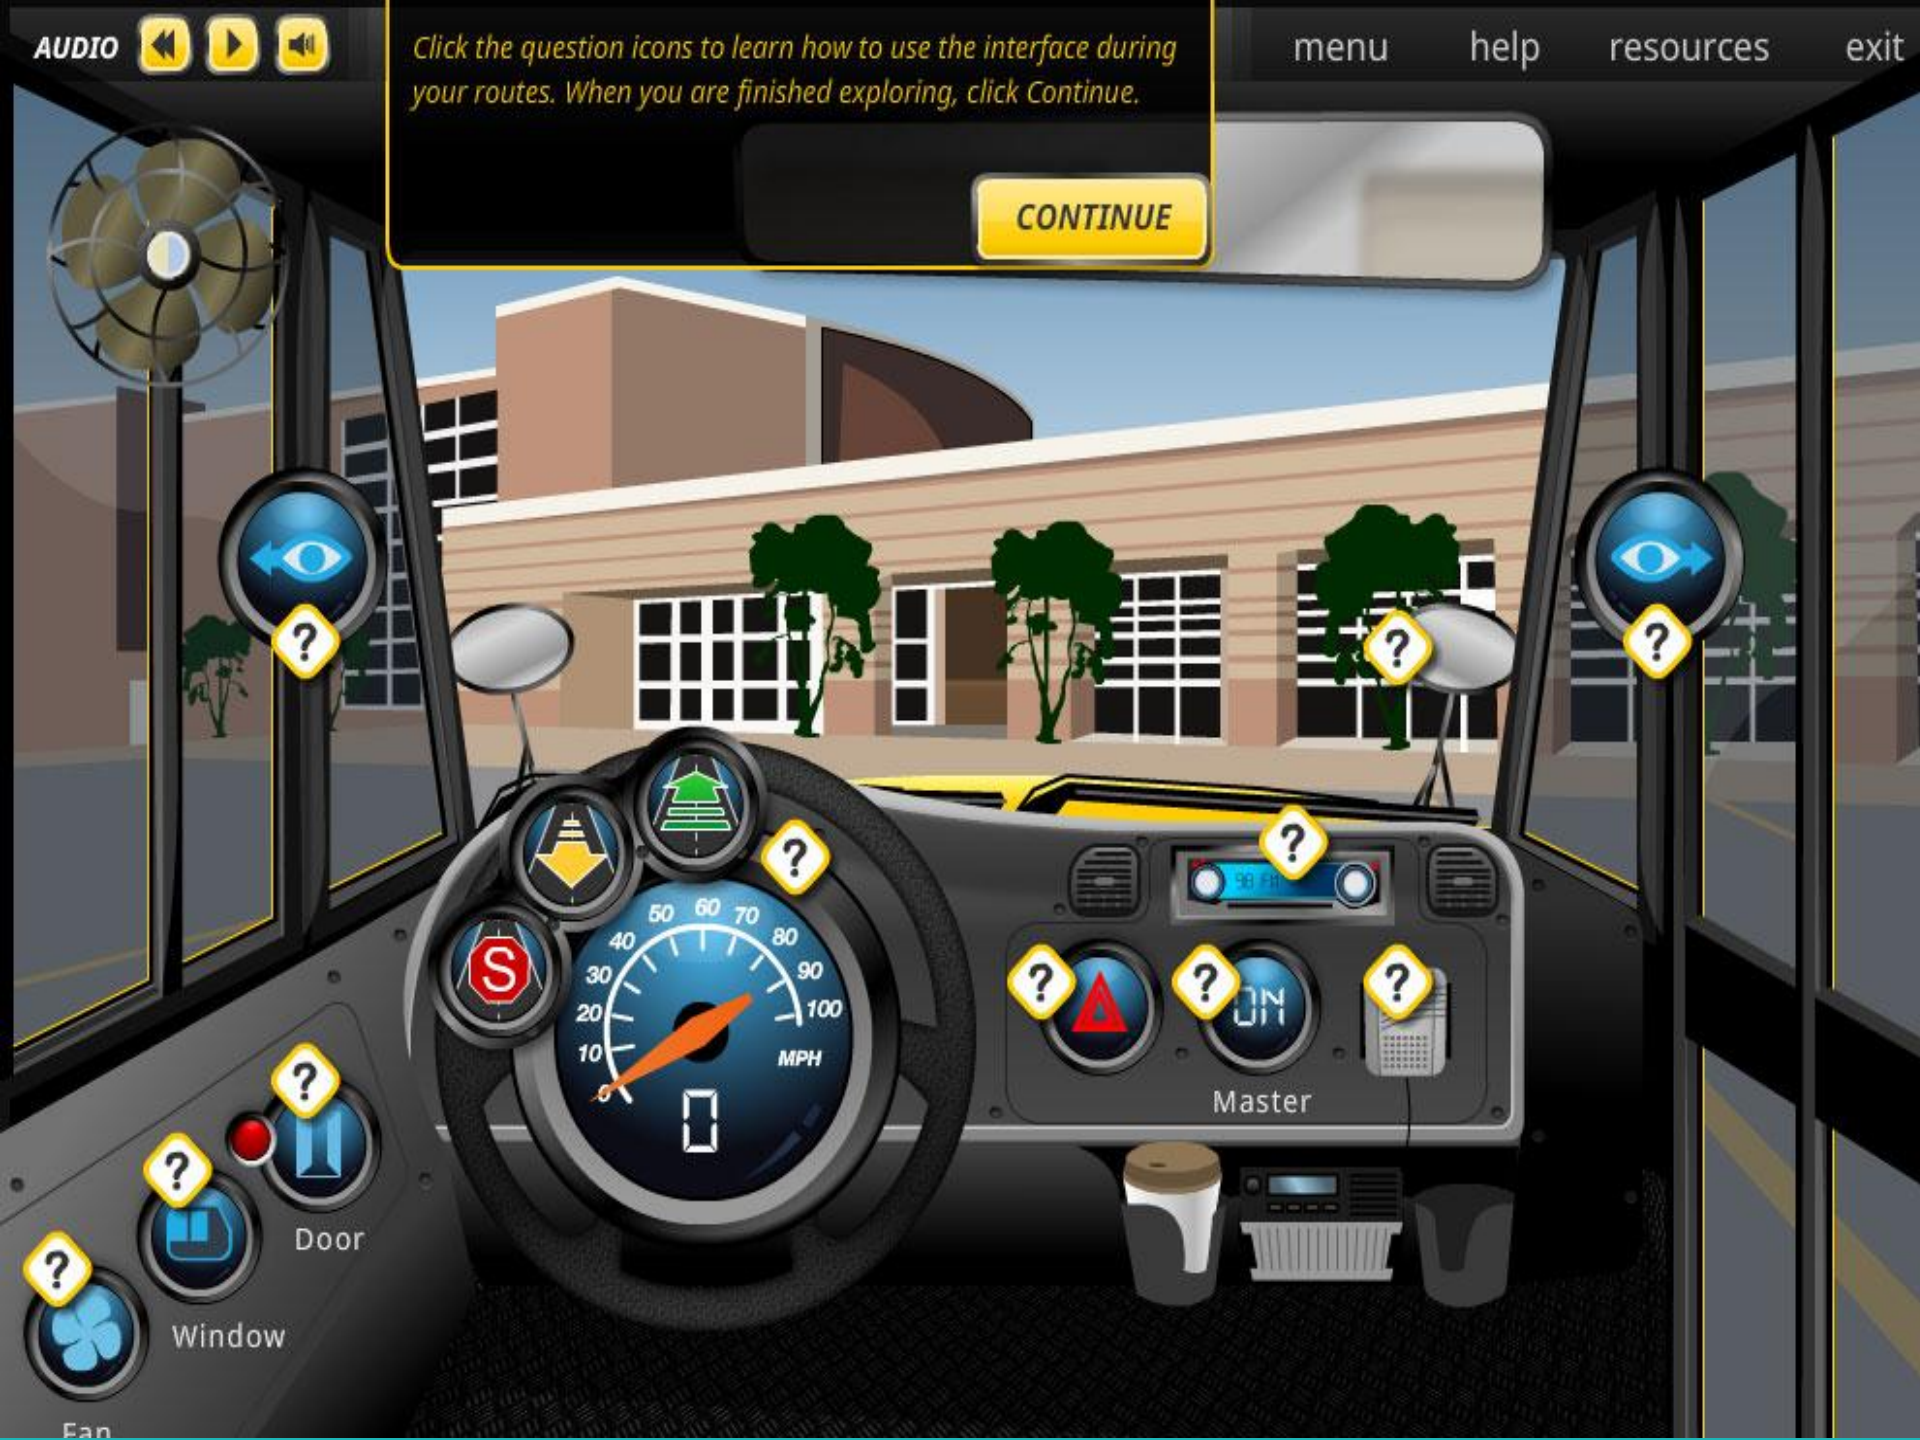 AUDIO
menu
help
resources
exit
Click the question icons to learn how to use the interface during
your routes. When you are finished exploring, click Continue.
CONTINUE
?
?
?
?
?
98 FM
50 60 70
40 80
30 90
20 100
10 MPH
0
0
S
?
?
?
ON
Master
?
Door
?
Window
?
Fan